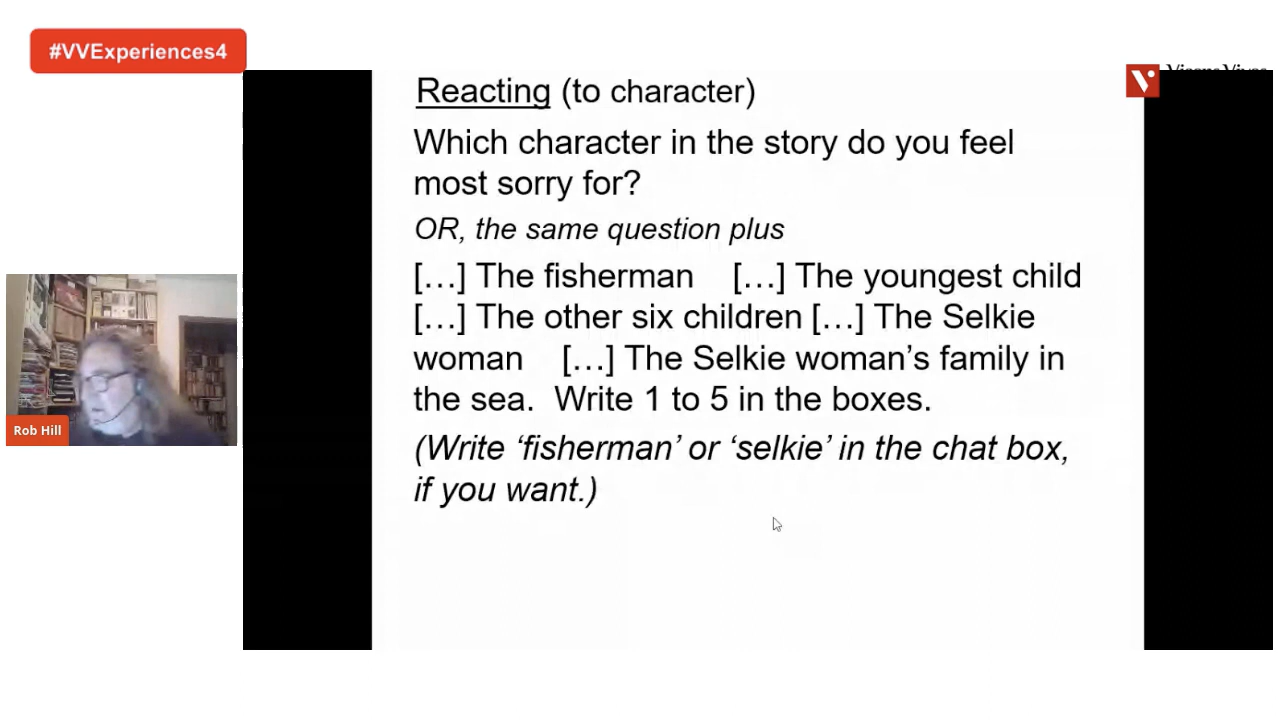 #VVExperiences4
Reacting (to character)
Which character in the story do you feel
most sorry for?
OR, the same question plus
[…] The fisherman […] The youngest child
[…] The other six children […] The Selkie
woman […] The Selkie woman’s family in
the sea. Write 1 to 5 in the boxes.
(Write ‘fisherman’ or ‘selkie’ in the chat box,
if you want.)
Rob Hill